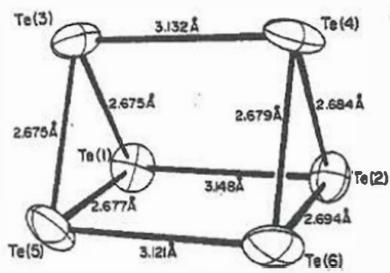 Te(3)
3.132Å
Te(4)
2.675Å
2.675Å
2.679Å
2.684Å
Te(1)
3.148Å
Te(2)
2.677Å
2.694Å
Te(5)
3.121Å
Te(6)